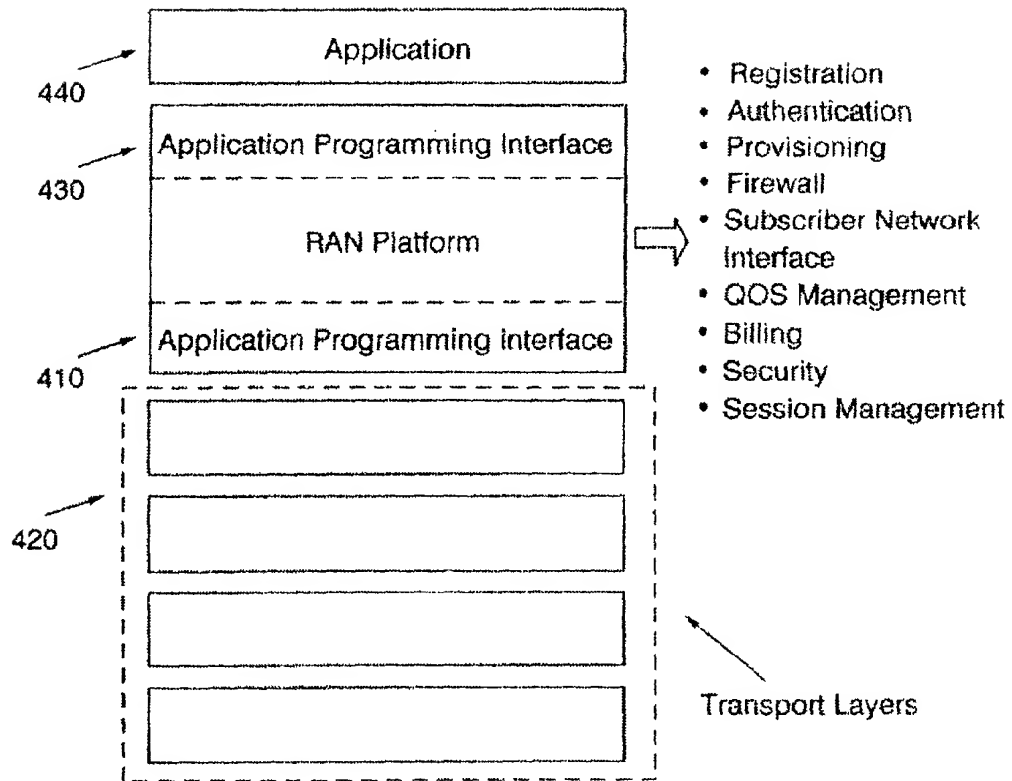 Application
440
Application Programming Interface
430
RAN Platform
Application Programming Interface
410
420
• Registration
• Authentication
• Provisioning
• Firewall
• Subscriber Network
Interface
• QOS Management
• Billing
• Security
• Session Management
Transport Layers